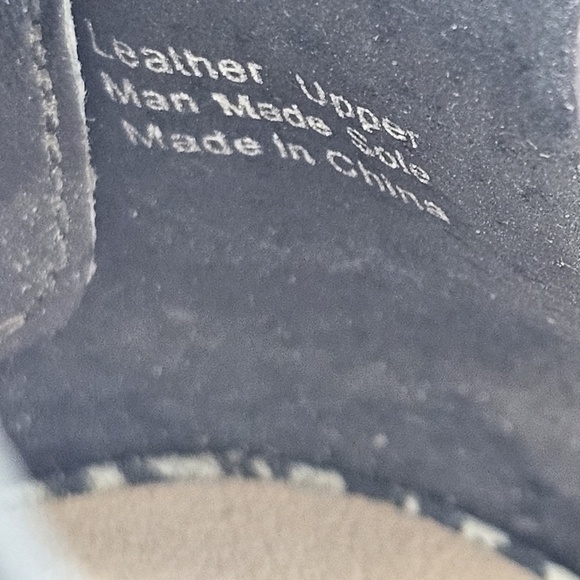 Leather Upper
Man Made Sole
Made In China